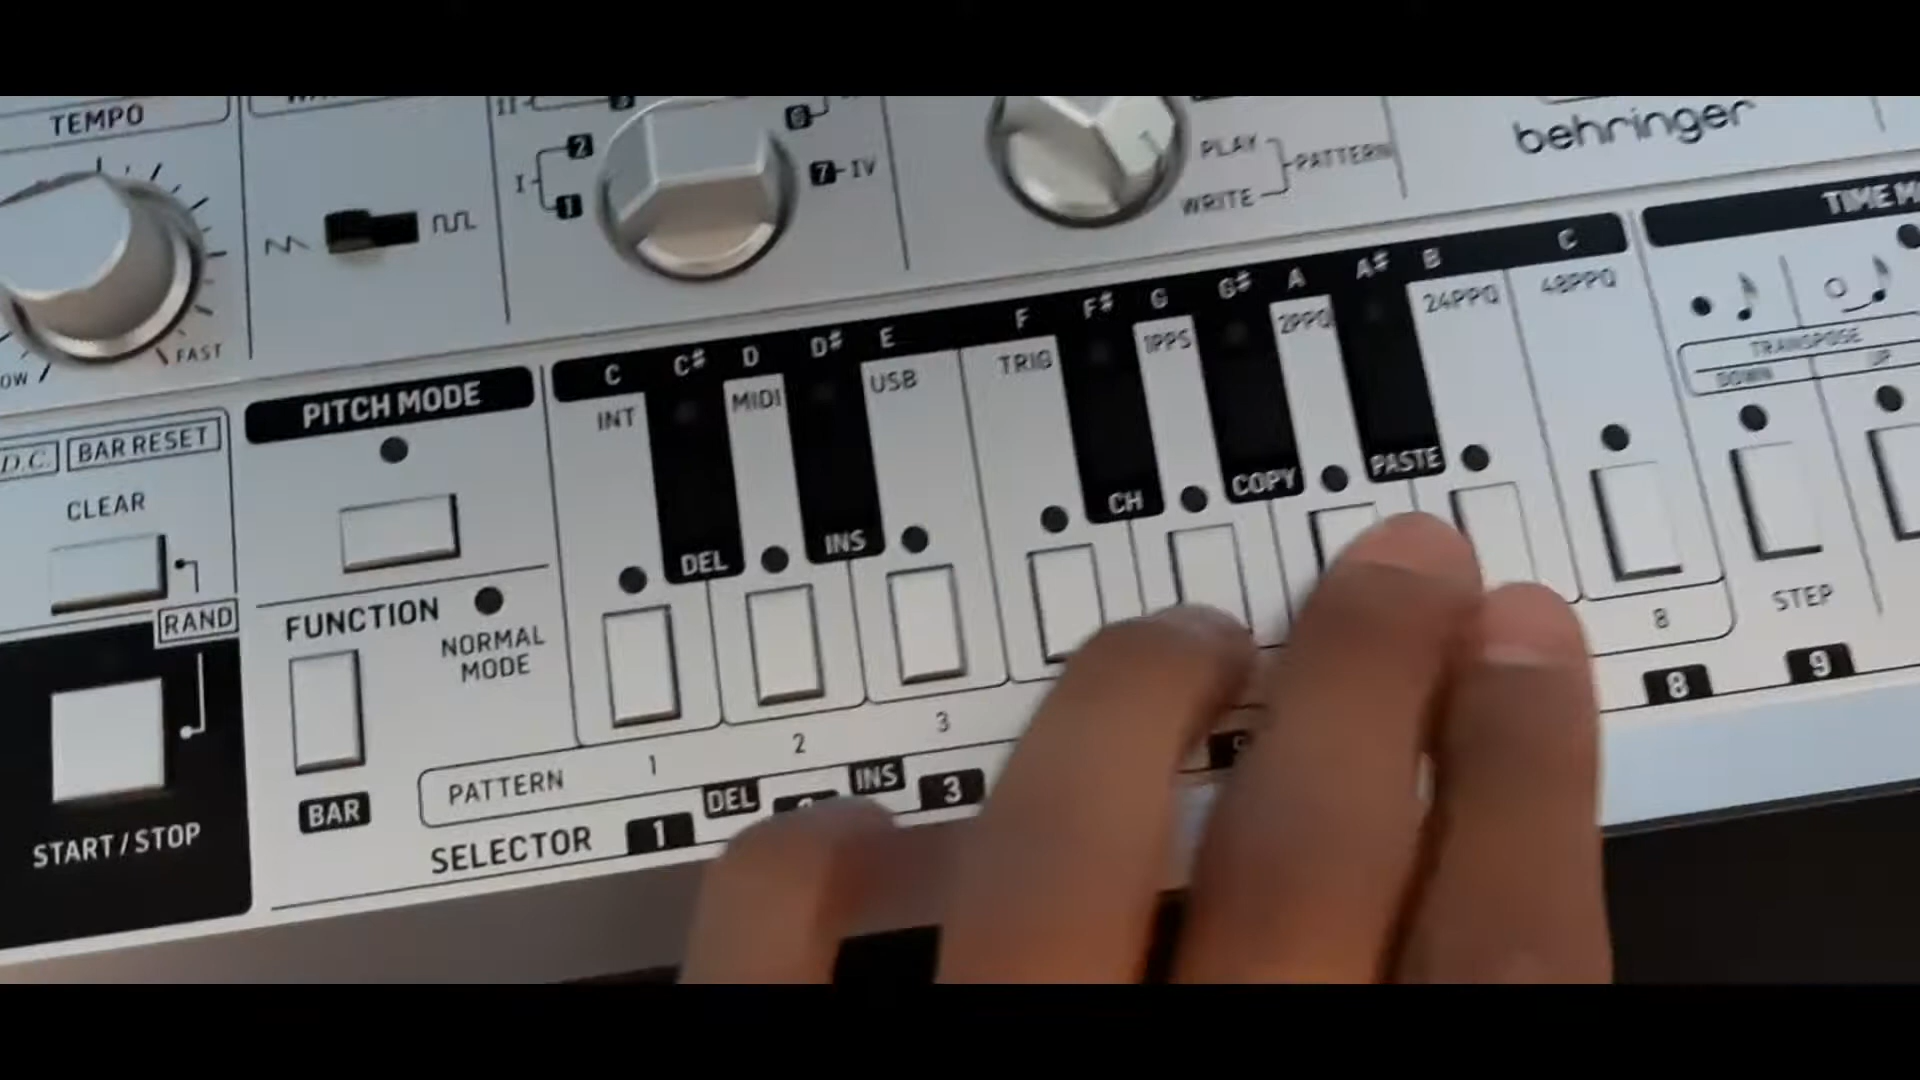 TEMPO
FAST
I
2
1
6
7 IV
PLAY
WRITE
PATTERN
behringer
D.C.
BAR RESET
CLEAR
RAND
START/STOP
PITCH MODE
FUNCTION
NORMAL
MODE
BAR
C C# D D# E F F# G G# A A# B C
INT MIDI USB TRIG 1PPS 2PPQ 24PPQ 48PPQ
DEL INS CH COPY PASTE
PATTERN 1 2 3 8
SELECTOR 1 DEL INS 3 8 9
TRANSPOSE
DOWN UP
STEP